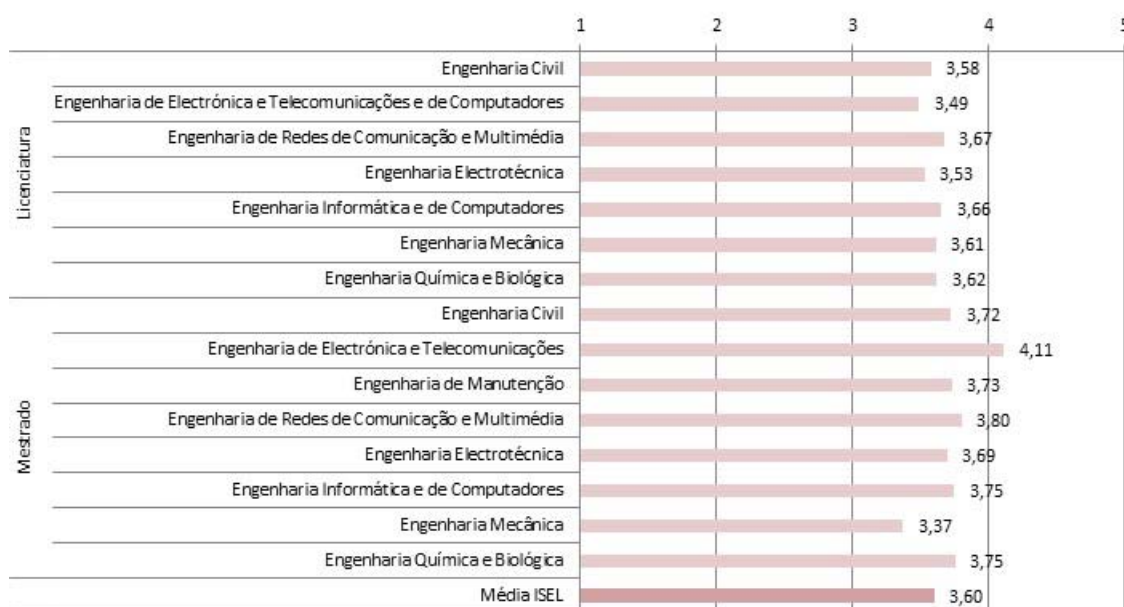 1 2 3 4 5
Licenciatura
Engenharia Civil 3,58
Engenharia de Electrónica e Telecomunicações e de Computadores 3,49
Engenharia de Redes de Comunicação e Multimédia 3,67
Engenharia Electrotécnica 3,53
Engenharia Informática e de Computadores 3,66
Engenharia Mecânica 3,61
Engenharia Química e Biológica 3,62
Mestrado
Engenharia Civil 3,72
Engenharia de Electrónica e Telecomunicações 4,11
Engenharia de Manutenção 3,73
Engenharia de Redes de Comunicação e Multimédia 3,80
Engenharia Electrotécnica 3,69
Engenharia Informática e de Computadores 3,75
Engenharia Mecânica 3,37
Engenharia Química e Biológica 3,75
Média ISEL 3,60